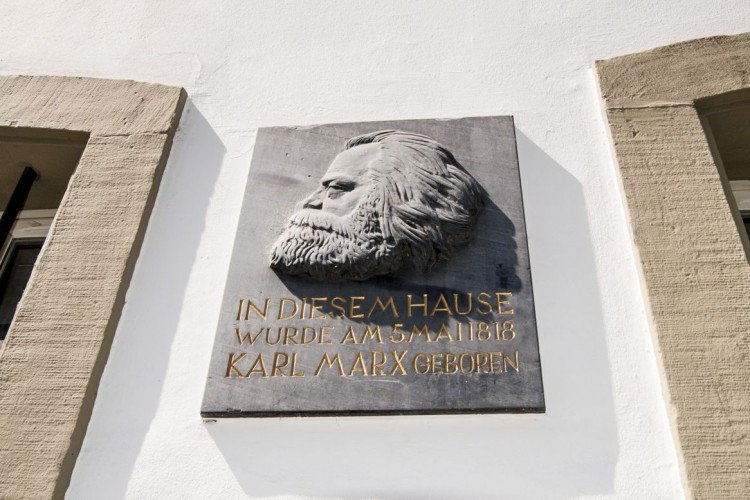 IN DIESEM HAUSE
WURDE AM 5.MAI 1818
KARL MARX GEBOREN